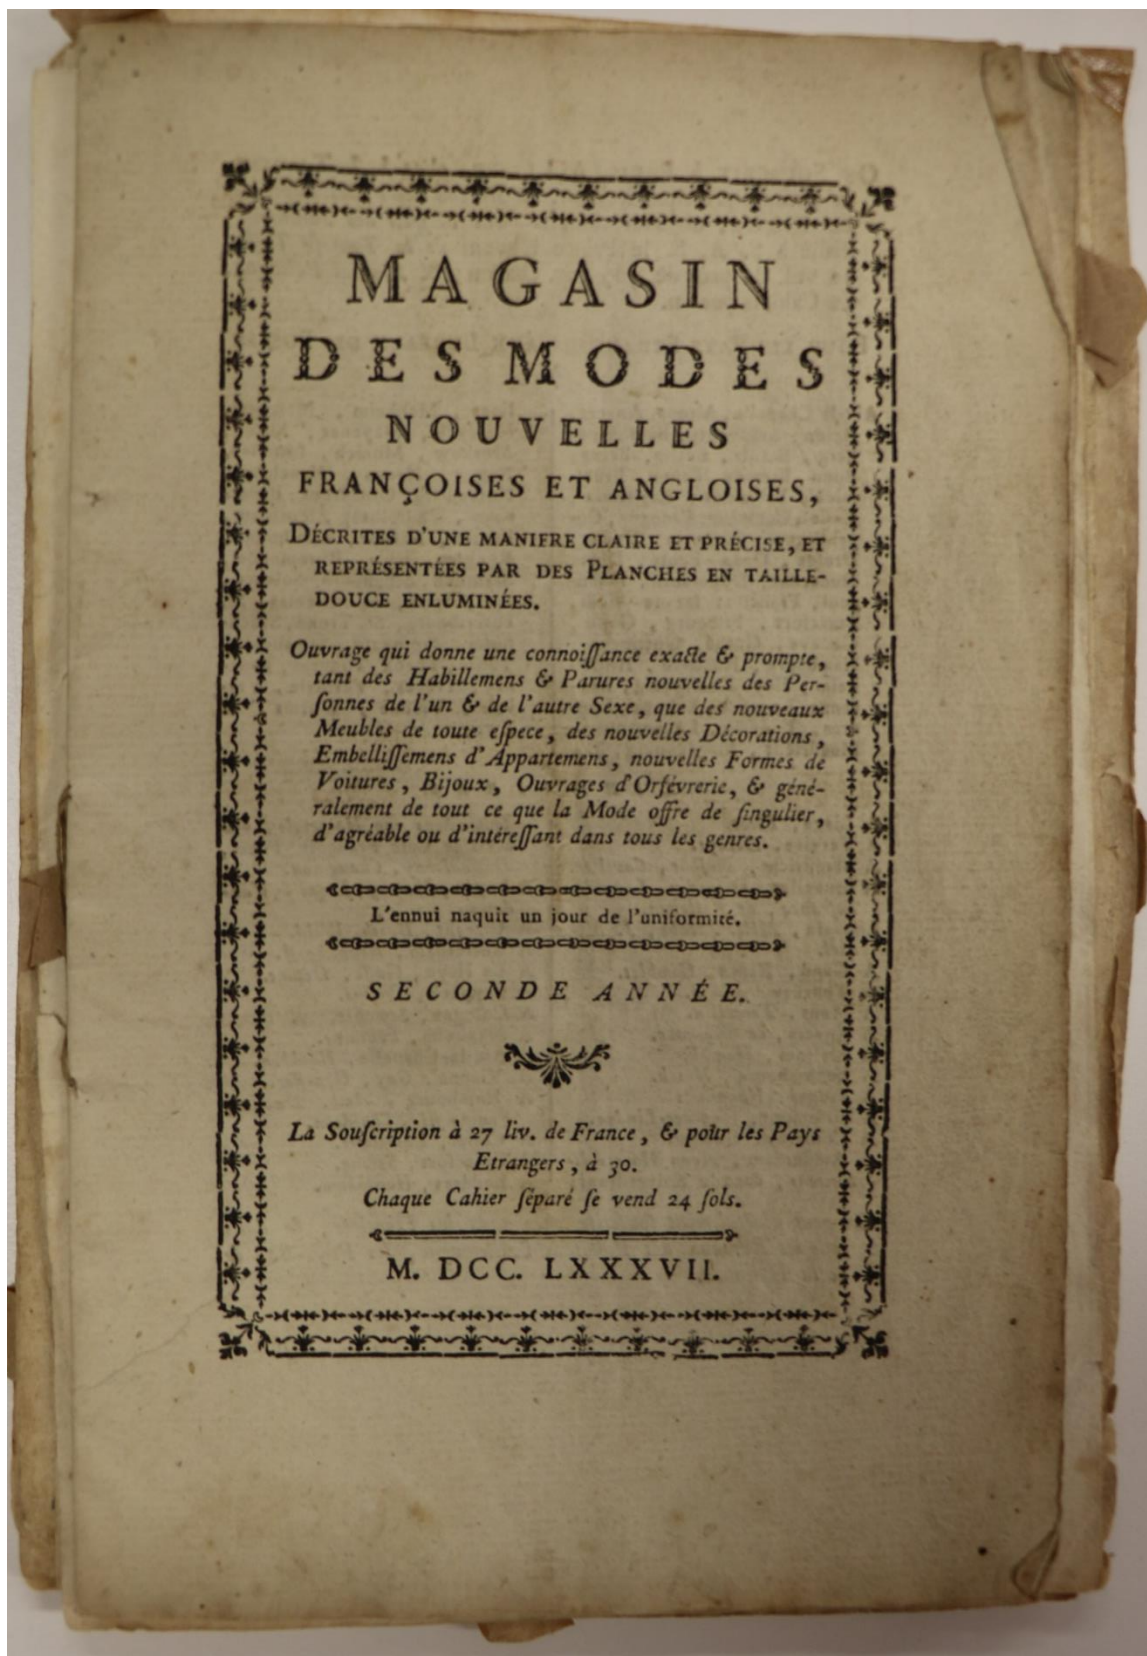 MAGASIN
DES MODES
NOUVELLES
FRANÇOISES ET ANGLOISES,
DÉCRITES D'UNE MANIERE CLAIRE ET PRÉCISE, ET
REPRÉSENTÉES PAR DES PLANCHES EN TAILLE-
DOUCE ENLUMINÉES.
Ouvrage qui donne une connoiſſance exacte & prompte,
tant des Habillemens & Parures nouvelles des Per-
ſonnes de l'un & de l'autre Sexe, que des nouveaux
Meubles de toute eſpece, des nouvelles Décorations,
Embelliſſemens d'Appartemens, nouvelles Formes de
Voitures, Bijoux, Ouvrages d'Orfévrerie, & géné-
ralement de tout ce que la Mode offre de ſingulier,
d'agréable ou d'intéreſſant dans tous les genres.
L'ennui naquit un jour de l'uniformité.
SECONDE ANNÉE.
La Souſcription à 27 liv. de France, & pour les Pays
Etrangers, à 30.
Chaque Cahier ſéparé ſe vend 24 ſols.
M. DCC. LXXXVII.